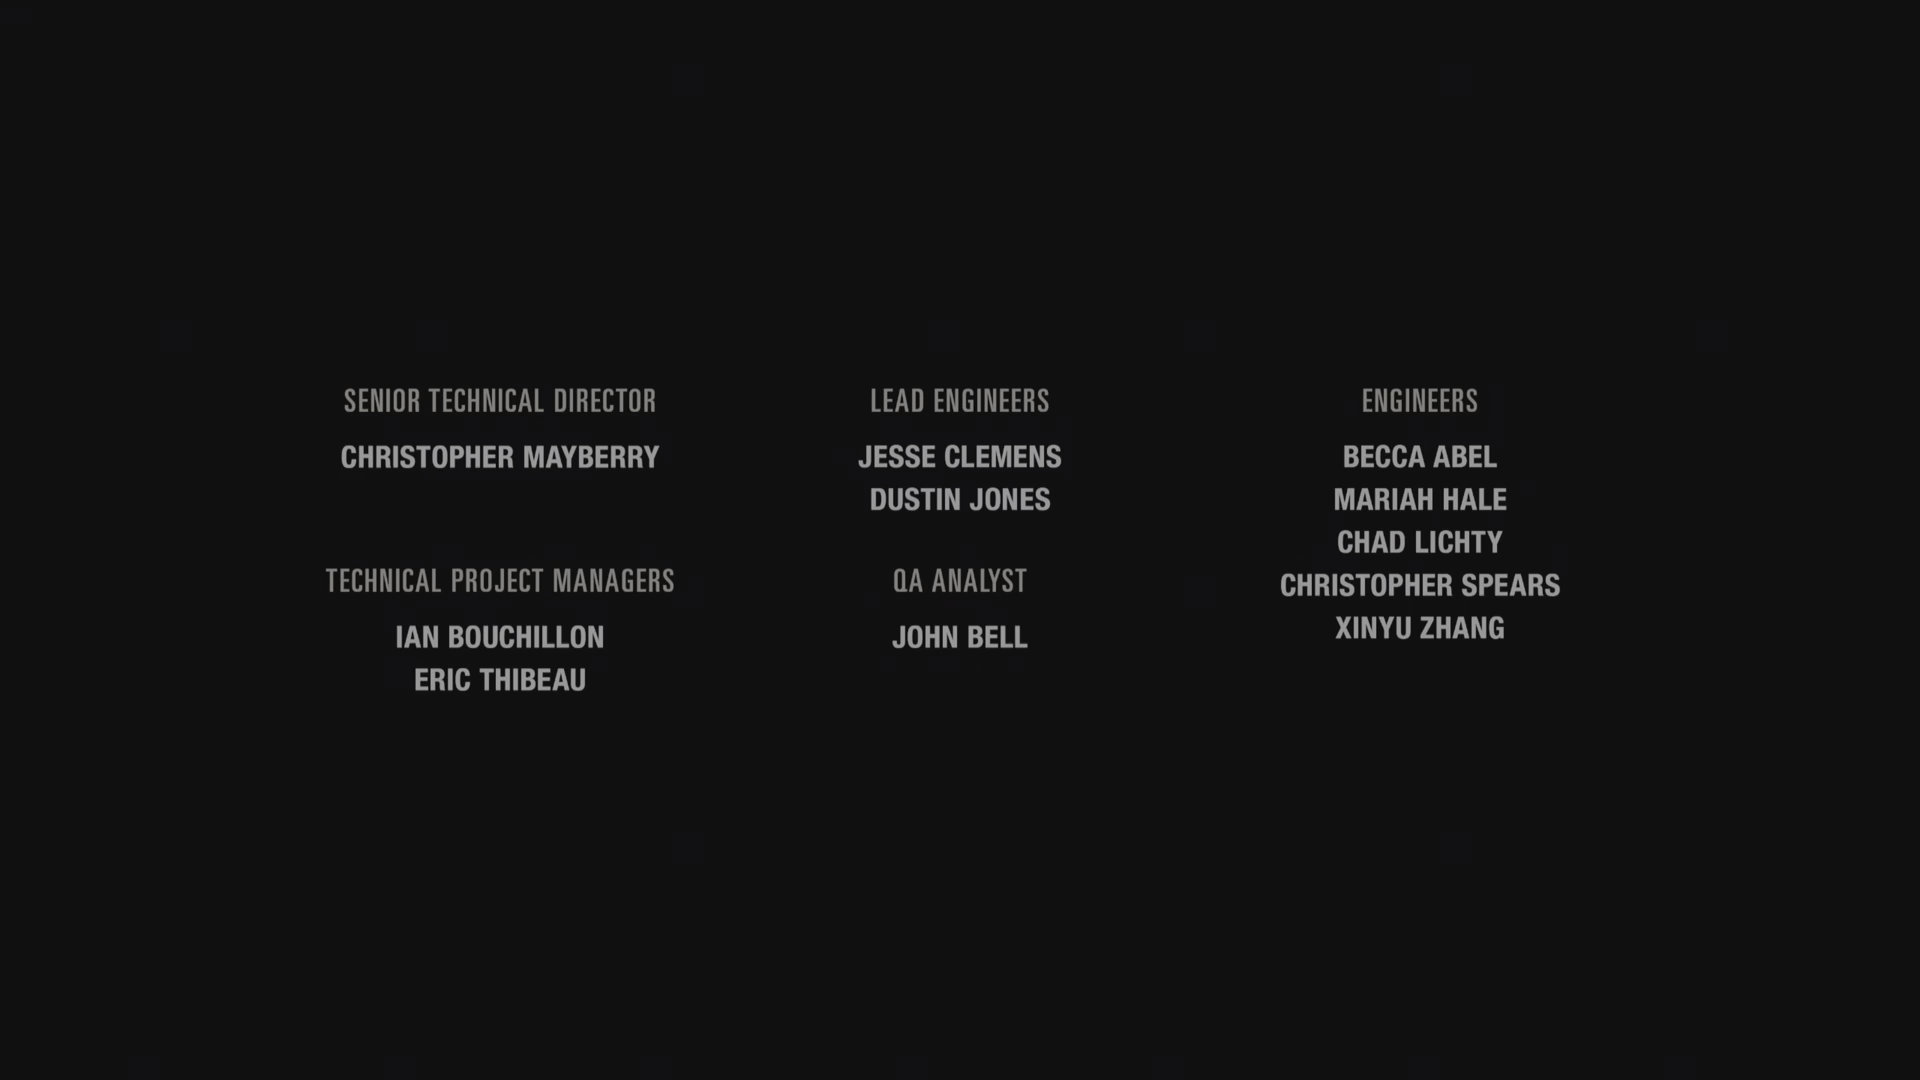 SENIOR TECHNICAL DIRECTOR
CHRISTOPHER MAYBERRY
TECHNICAL PROJECT MANAGERS
IAN BOUCHILLON
ERIC THIBEAU
LEAD ENGINEERS
JESSE CLEMENS
DUSTIN JONES
QA ANALYST
JOHN BELL
ENGINEERS
BECCA ABEL
MARIAH HALE
CHAD LICHTY
CHRISTOPHER SPEARS
XINYU ZHANG